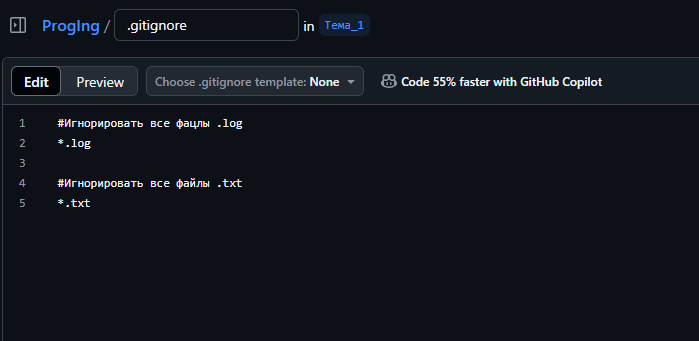 ProgIng / .gitignore in Тема_1
Edit Preview Choose .gitignore template: None Code 55% faster with GitHub Copilot
1 #Игнорировать все фацлы .log
2 *.log
3
4 #Игнорировать все файлы .txt
5 *.txt